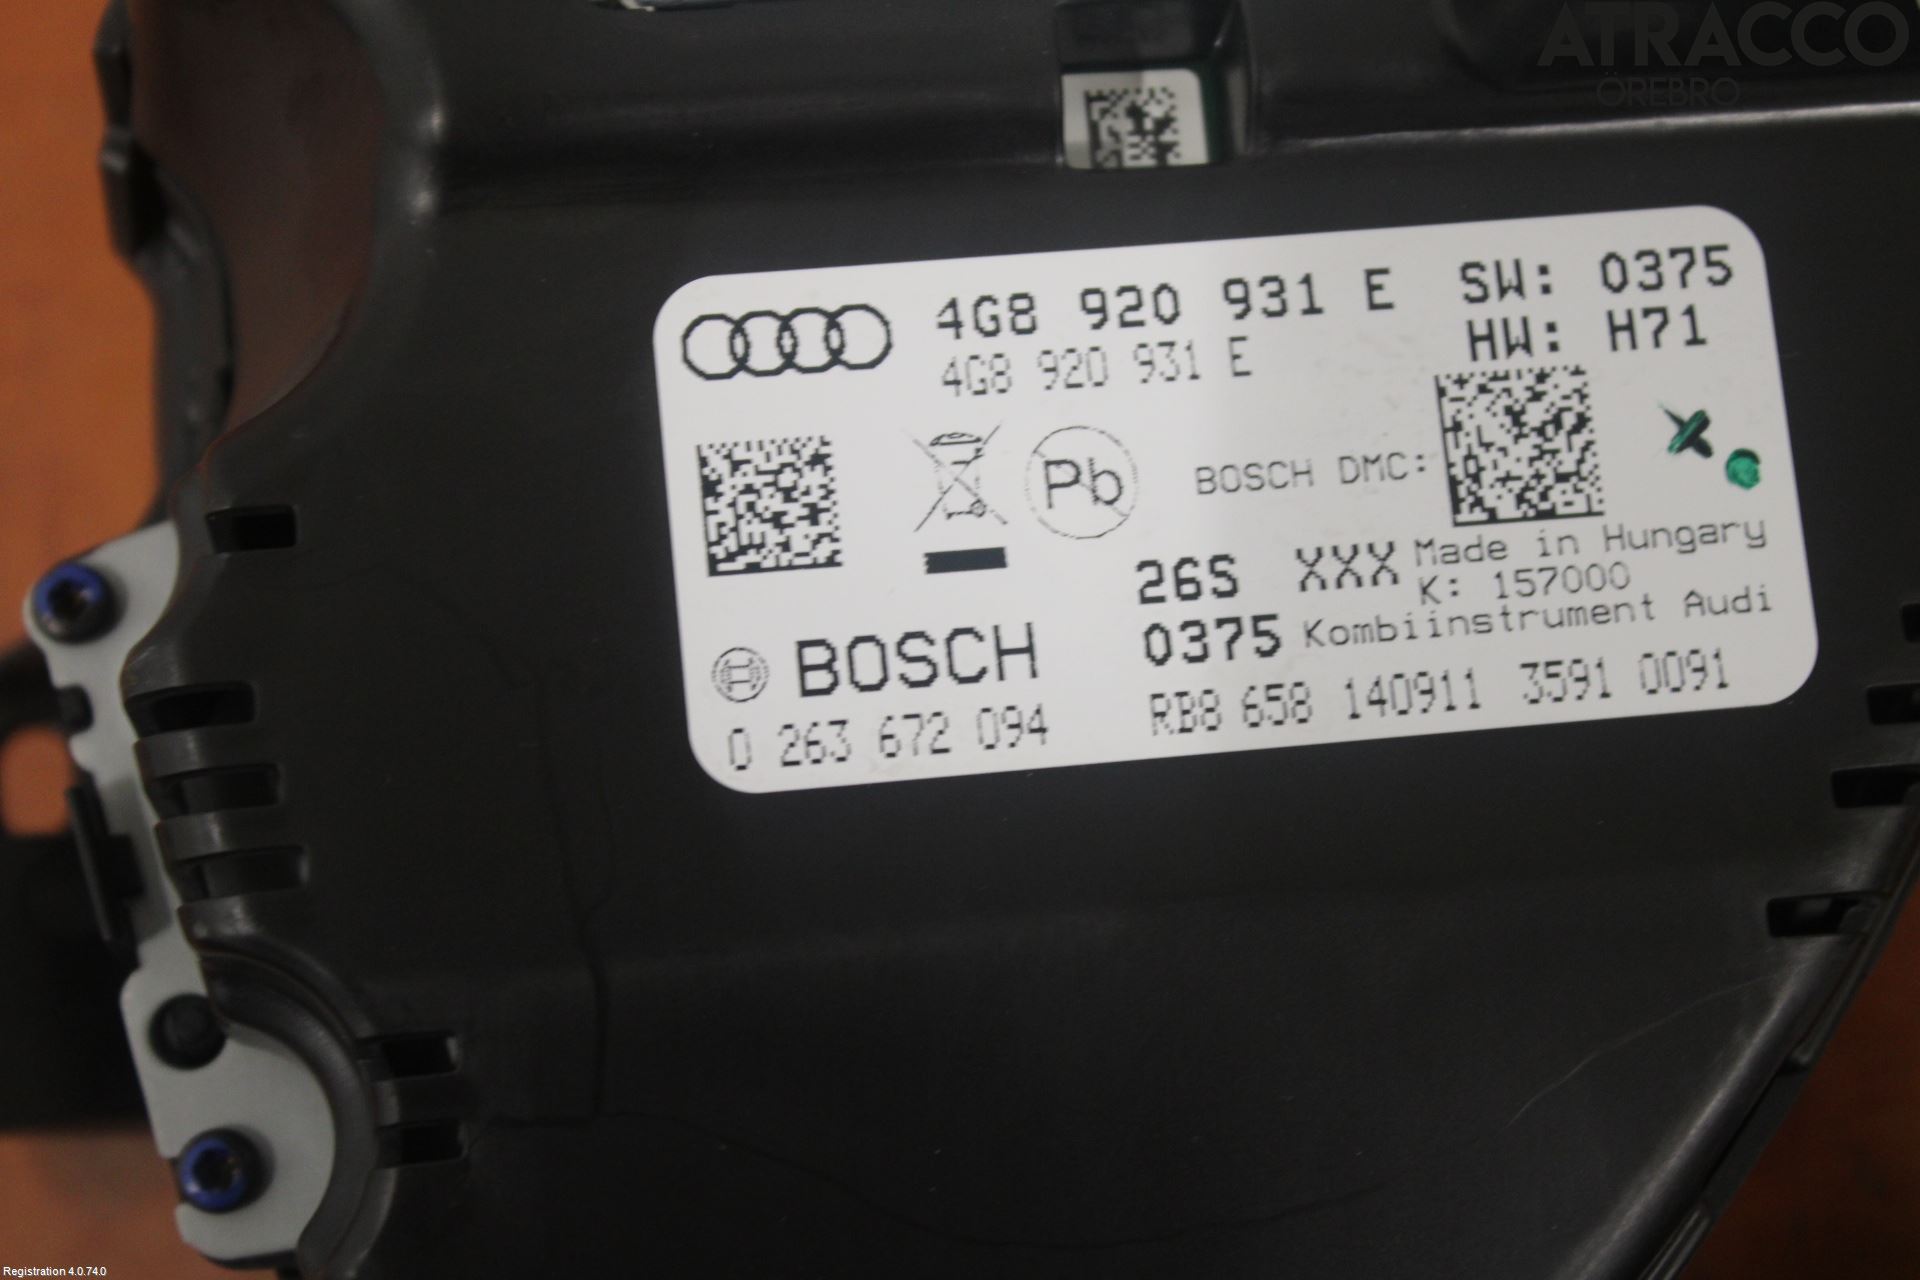 ATRACCO
ÖREBRO
4G8 920 931 E SW: 0375
4G8 920 931 E HW: H71
Pb BOSCH DMC:
26S XXX Made in Hungary
K: 157000
0375 Kombiinstrument Audi
BOSCH
0 263 672 094 RB8 658 140911 3591 0091
Registration 4.0.74.0